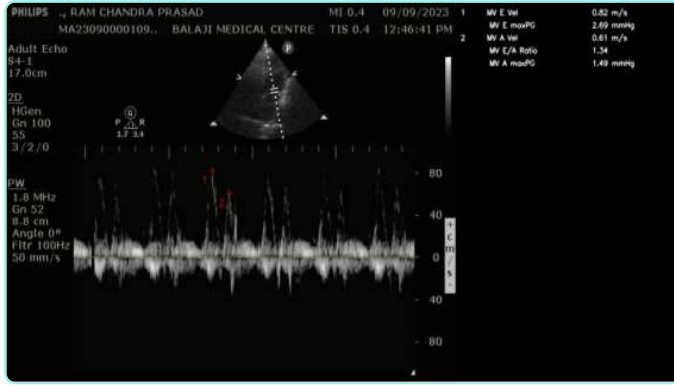 PHILIPS ., RAM CHANDRA PRASAD MI 0.4 09/09/2023
MA23090000109.. BALAJI MEDICAL CENTRE TIS 0.4 12:46:41 PM
Adult Echo
S4-1
17.0cm
2D
HGen
Gn 100
55
3/2/0
PW
1.8 MHz
Gn 52
8.8 cm
Angle 0°
Fltr 100Hz
50 mm/s
P
G
P R
1.7 3.4
1
2
80
40
+
c
m
0
/
s
-
40
80
1 MV E Vel 0.82 m/s
MV E maxPG 2.69 mmHg
2 MV A Vel 0.61 m/s
MV E/A Ratio 1.34
MV A maxPG 1.49 mmHg